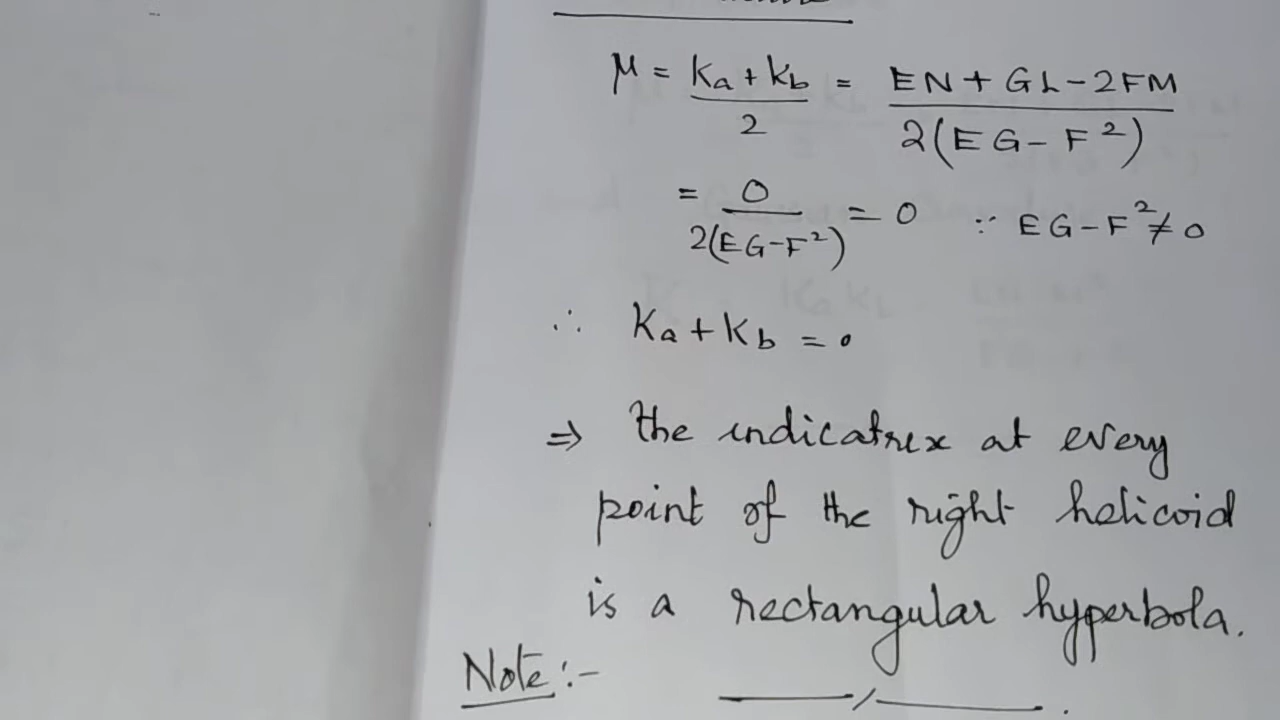 μ = Ka + Kb / 2 = EN + GL - 2FM / 2(EG - F²)
= 0 / 2(EG - F²) = 0 ∵ EG - F² ≠ 0
∴ Ka + Kb = 0
⇒ the indicatrix at every
point of the right helicoid
is a rectangular hyperbola.
Note :-